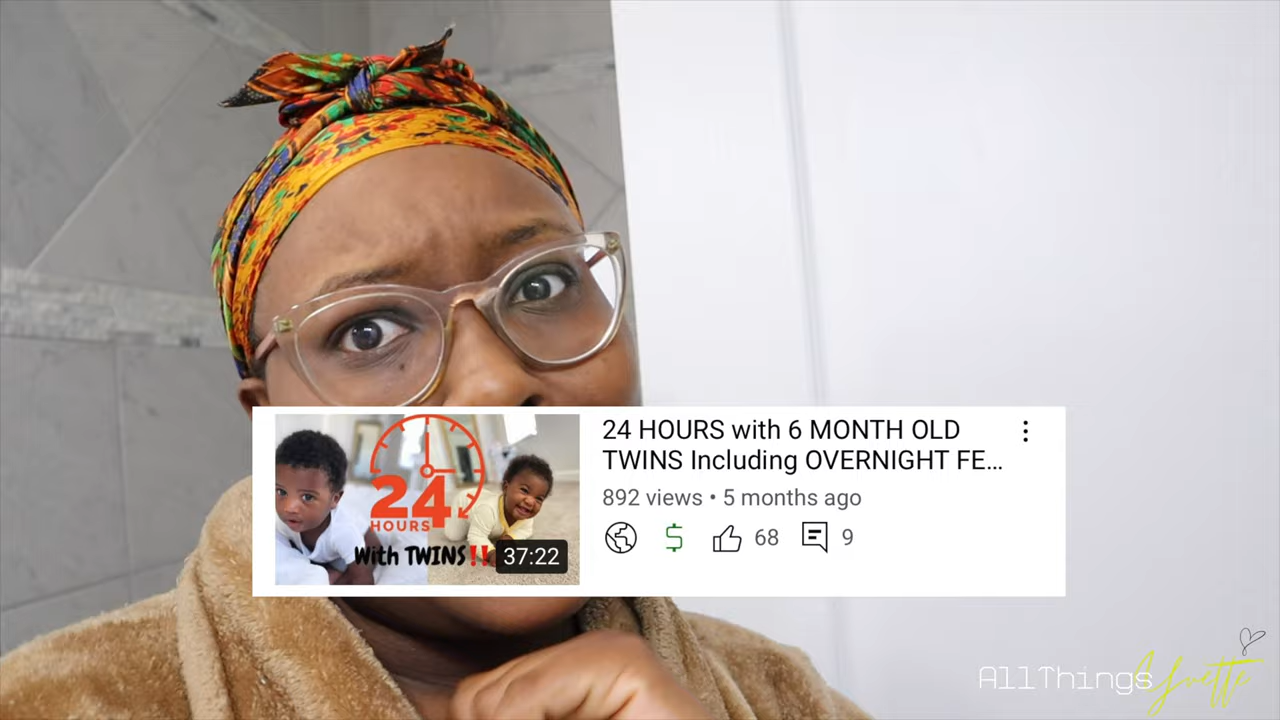 24 HOURS with 6 MONTH OLD
TWINS Including OVERNIGHT FE...
892 views • 5 months ago
68
9
24
HOURS
With TWINS‼
37:22
AllThingsYvette